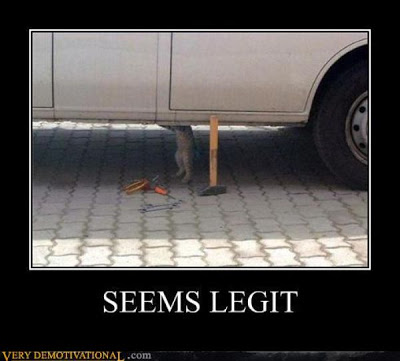 SEEMS LEGIT
VERY DEMOTIVATIONAL .com